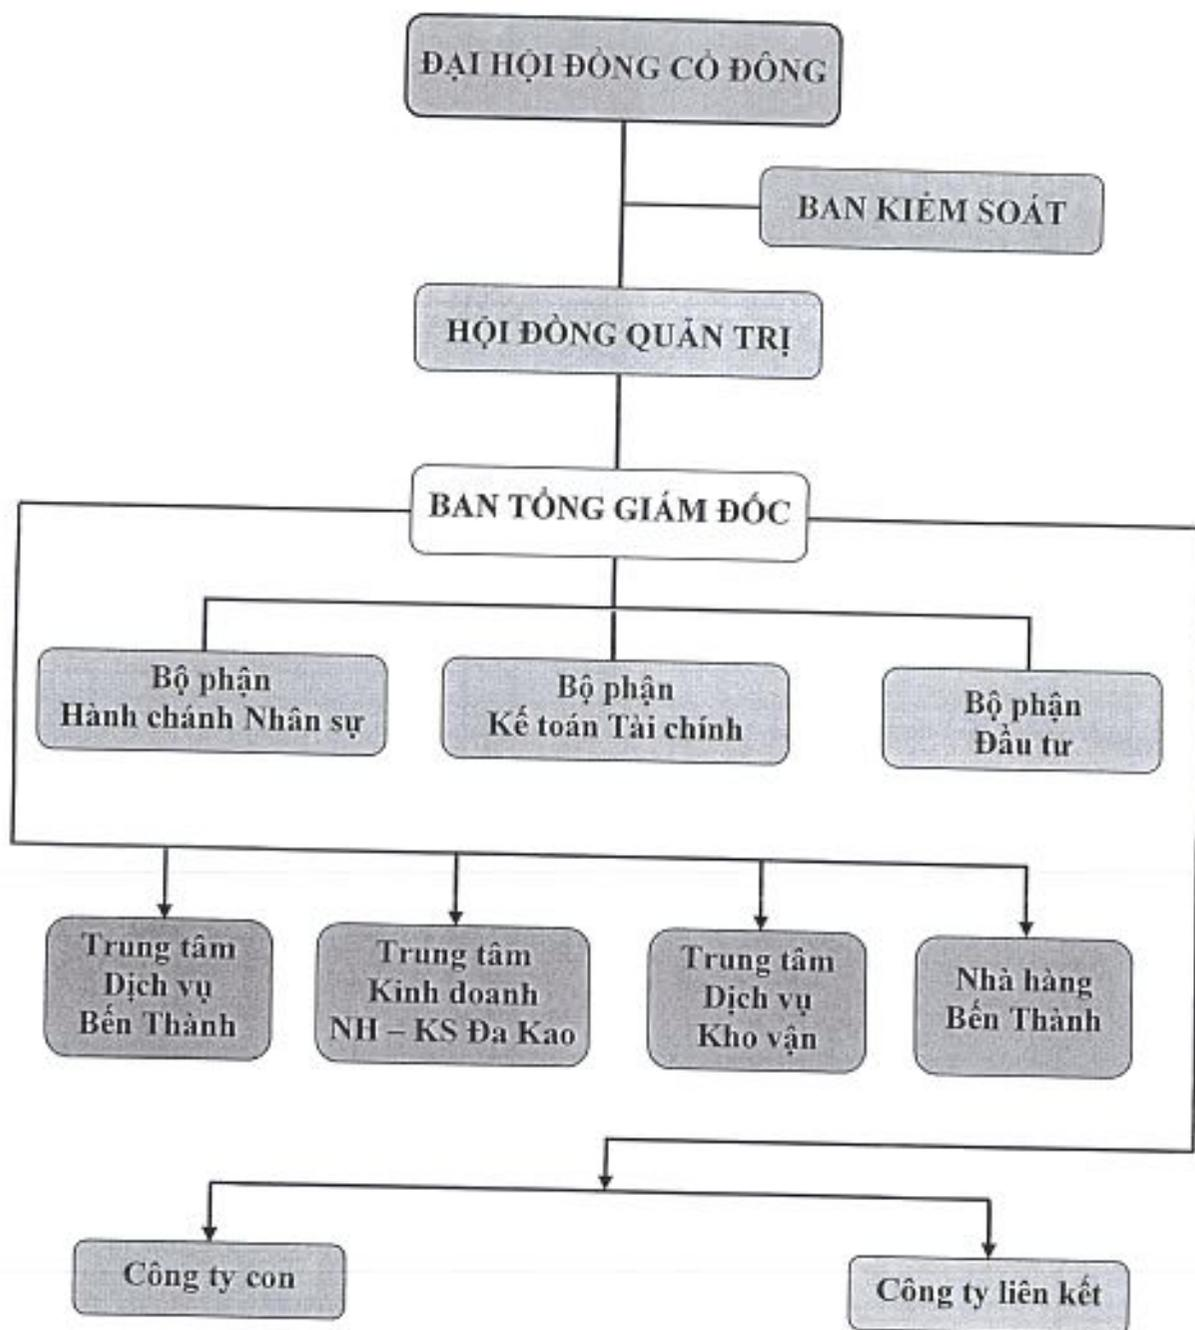 ĐẠI HỘI ĐỒNG CỔ ĐÔNG
BAN KIỂM SOÁT
HỘI ĐỒNG QUẢN TRỊ
BAN TỔNG GIÁM ĐỐC
Bộ phận
Hành chánh Nhân sự
Bộ phận
Kế toán Tài chính
Bộ phận
Đầu tư
Trung tâm
Dịch vụ
Bến Thành
Trung tâm
Kinh doanh
NH – KS Đa Kao
Trung tâm
Dịch vụ
Kho vận
Nhà hàng
Bến Thành
Công ty con
Công ty liên kết